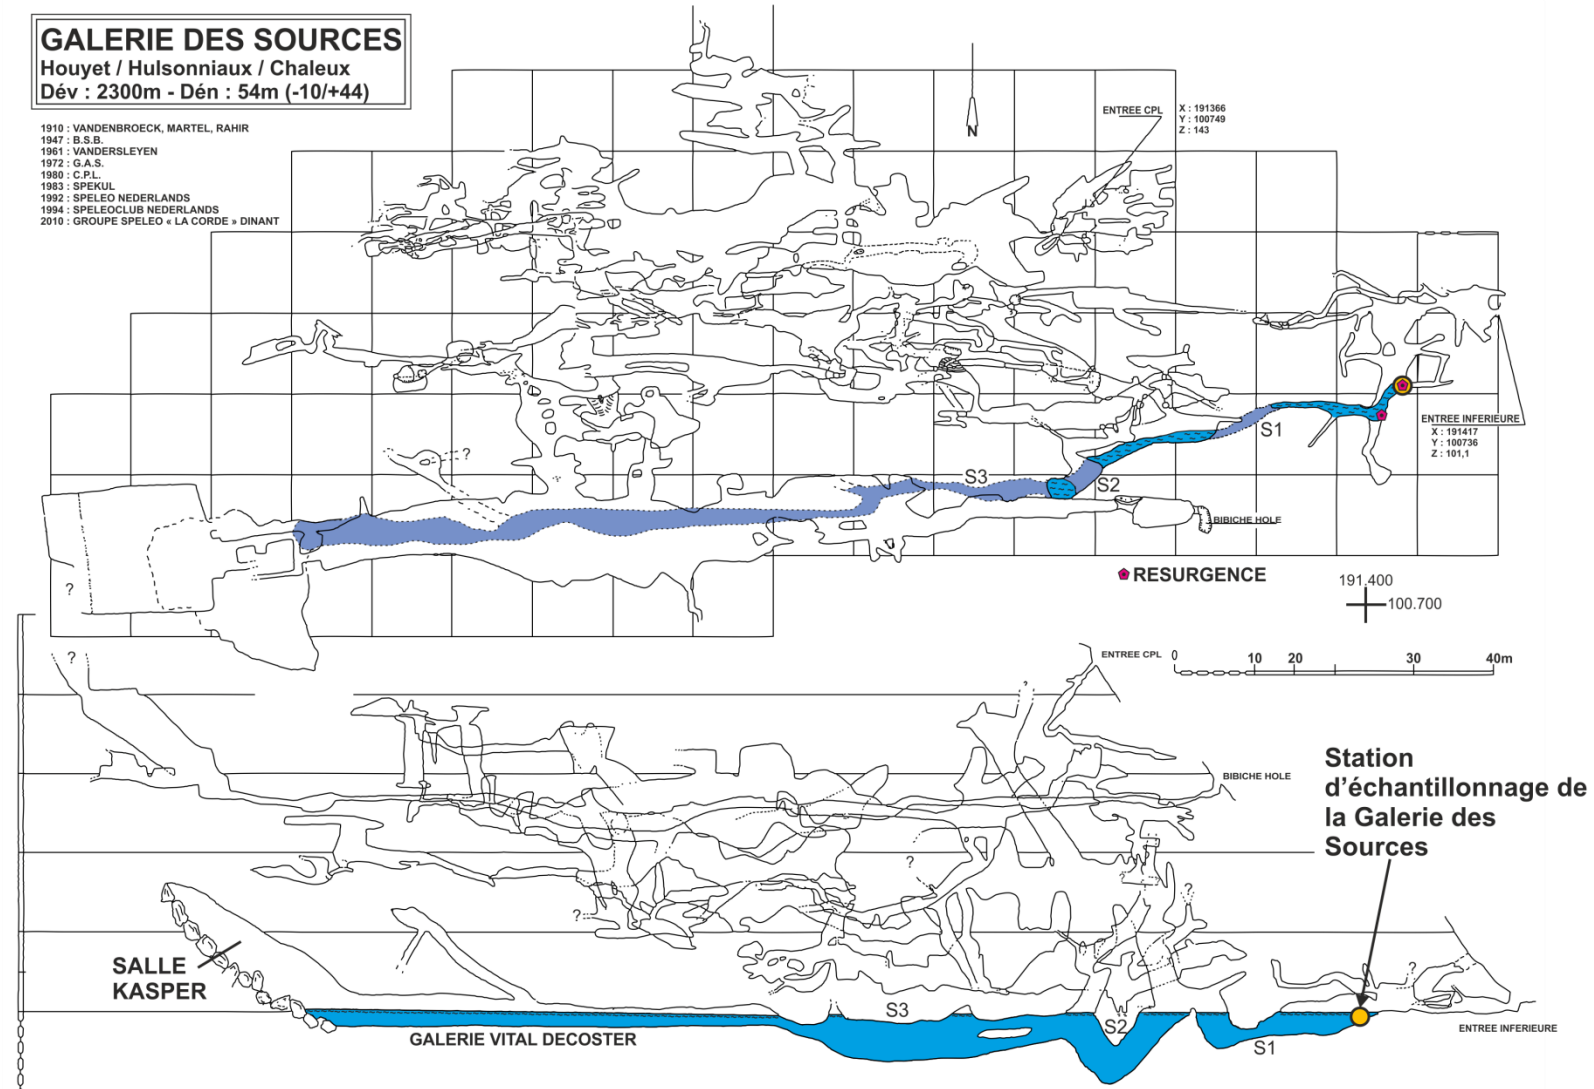 GALERIE DES SOURCES
Houyet / Hulsonniaux / Chaleux
Dév : 2300m - Dén : 54m (-10/+44)
1910 : VANDENBROECK, MARTEL, RAHIR
1947 : B.S.B.
1961 : VANDERSLEYEN
1972 : G.A.S.
1980 : C.P.L.
1983 : SPEKUL
1992 : SPELEO NEDERLANDS
1994 : SPELEOCLUB NEDERLANDS
2010 : GROUPE SPELEO « LA CORDE » DINANT
N
ENTREE CPL
X : 191366
Y : 100749
Z : 143
ENTREE INFERIEURE
X : 191417
Y : 100736
Z : 101,1
S1
?
S3
S2
BIBICHE HOLE
?
RESURGENCE
191.400
100.700
?
ENTREE CPL
0 10 20 30 40m
?
BIBICHE HOLE
Station
d'échantillonnage de
la Galerie des
Sources
?
?
?
?
SALLE
KASPER
S3
S2
S1
GALERIE VITAL DECOSTER
ENTREE INFERIEURE